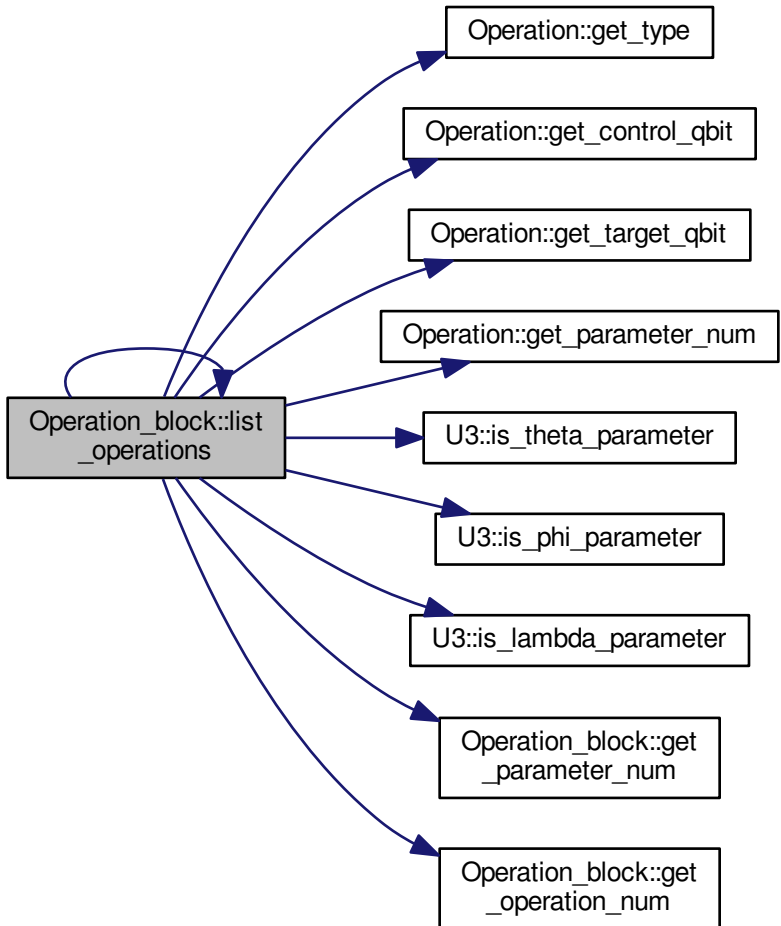 Operation::get_type
Operation::get_control_qbit
Operation::get_target_qbit
Operation::get_parameter_num
Operation_block::list
_operations
U3::is_theta_parameter
U3::is_phi_parameter
U3::is_lambda_parameter
Operation_block::get
_parameter_num
Operation_block::get
_operation_num